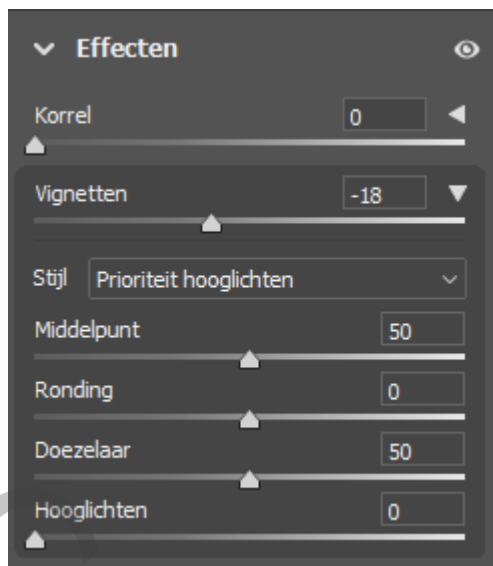 Effecten
Korrel 0
Vignetten -18
Stijl Prioriteit hooglichten
Middelpunt 50
Ronding 0
Doezelaar 50
Hooglichten 0